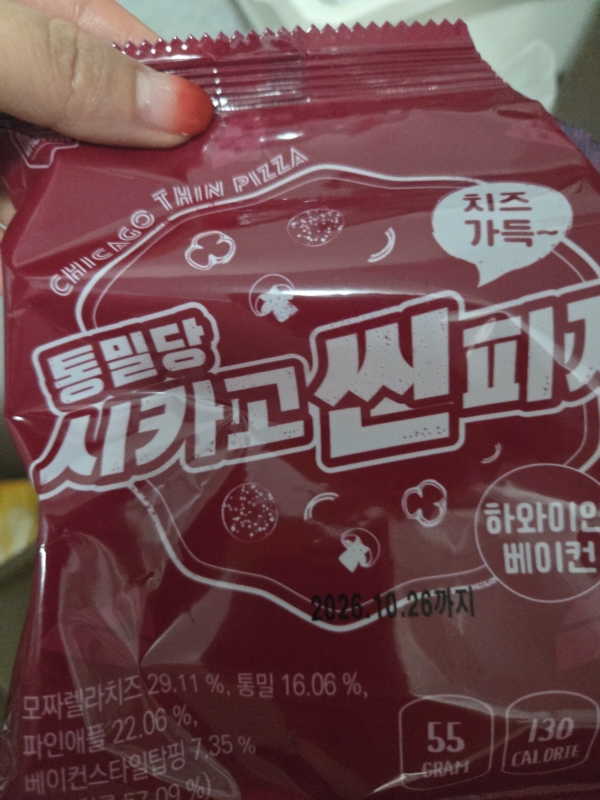 CHICAGO THIN PIZZA
치즈
가득~
통밀당
시카고씬피자
하와이안
베이컨
2026.10.26까지
모짜렐라치즈 29.11 %, 통밀 16.06 %,
파인애플 22.06 %,
베이컨스타일탑핑 7.35 %
57.09 %)
55
GRAM
130
CALORIE